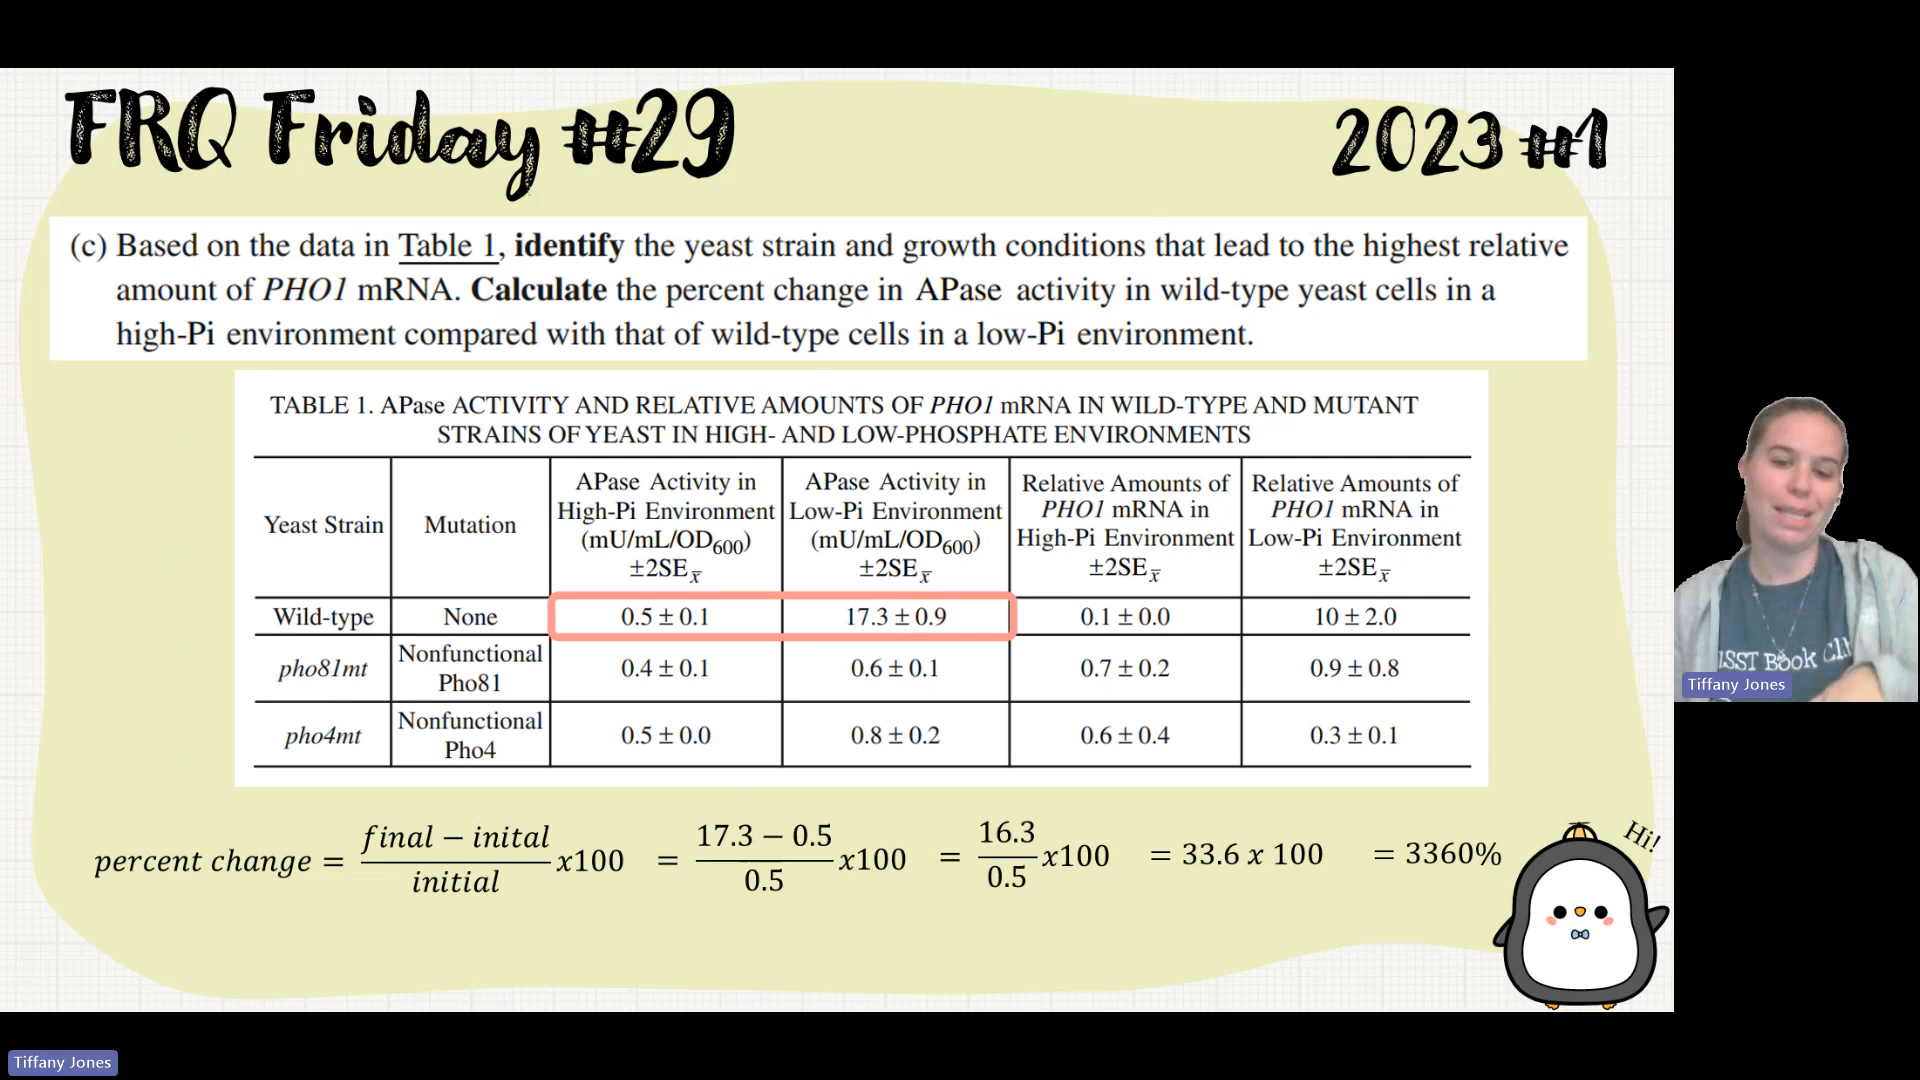 FRQ Friday #29
2023 #1
(c) Based on the data in Table 1, identify the yeast strain and growth conditions that lead to the highest relative
amount of PHO1 mRNA. Calculate the percent change in APase activity in wild-type yeast cells in a
high-Pi environment compared with that of wild-type cells in a low-Pi environment.
TABLE 1. APase ACTIVITY AND RELATIVE AMOUNTS OF PHO1 mRNA IN WILD-TYPE AND MUTANT
STRAINS OF YEAST IN HIGH- AND LOW-PHOSPHATE ENVIRONMENTS
Yeast Strain
Mutation
APase Activity in
High-Pi Environment
(mU/mL/OD600)
±2SEx̅
APase Activity in
Low-Pi Environment
(mU/mL/OD600)
±2SEx̅
Relative Amounts of
PHO1 mRNA in
High-Pi Environment
±2SEx̅
Relative Amounts of
PHO1 mRNA in
Low-Pi Environment
±2SEx̅
Wild-type None 0.5 ± 0.1 17.3 ± 0.9 0.1 ± 0.0 10 ± 2.0
pho81mt Nonfunctional Pho81 0.4 ± 0.1 0.6 ± 0.1 0.7 ± 0.2 0.9 ± 0.8
pho4mt Nonfunctional Pho4 0.5 ± 0.0 0.8 ± 0.2 0.6 ± 0.4 0.3 ± 0.1
percent change = final − inital / initial x100 = 17.3 − 0.5 / 0.5 x100 = 16.3 / 0.5 x100 = 33.6 x 100 = 3360%
Hi!
Book
Tiffany Jones
Tiffany Jones